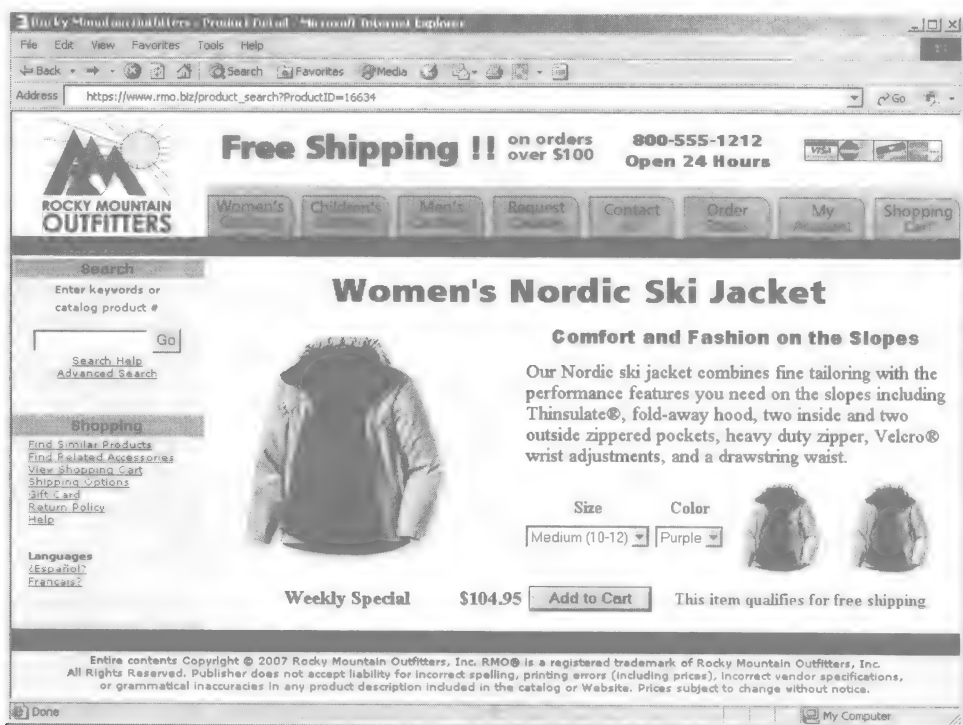 Rocky Mountain Outfitters - Product Detail - Microsoft Internet Explorer
File Edit View Favorites Tools Help
Back Search Favorites Media
Address https://www.rmo.biz/product_search?ProductID=16634 Go
ROCKY MOUNTAIN
OUTFITTERS
Free Shipping !! on orders
over $100
800-555-1212
Open 24 Hours
VISA
Women's Children's Men's Request Contact Order My Shopping
Account Cart
Search
Enter keywords or
catalog product #
Go
Search Help
Advanced Search
Shopping
Find Similar Products
Find Related Accessories
View Shopping Cart
Shipping Options
Gift Card
Return Policy
Help
Languages
¿Español?
Francais?
Women's Nordic Ski Jacket
Comfort and Fashion on the Slopes
Our Nordic ski jacket combines fine tailoring with the
performance features you need on the slopes including
Thinsulate®, fold-away hood, two inside and two
outside zippered pockets, heavy duty zipper, Velcro®
wrist adjustments, and a drawstring waist.
Size Color
Medium (10-12) Purple
Weekly Special $104.95 Add to Cart This item qualifies for free shipping
Entire contents Copyright © 2007 Rocky Mountain Outfitters, Inc. RMO® is a registered trademark of Rocky Mountain Outfitters, Inc.
All Rights Reserved. Publisher does not accept liability for incorrect spelling, printing errors (including prices), incorrect vendor specifications,
or grammatical inaccuracies in any product description included in the catalog or Website. Prices subject to change without notice.
Done My Computer